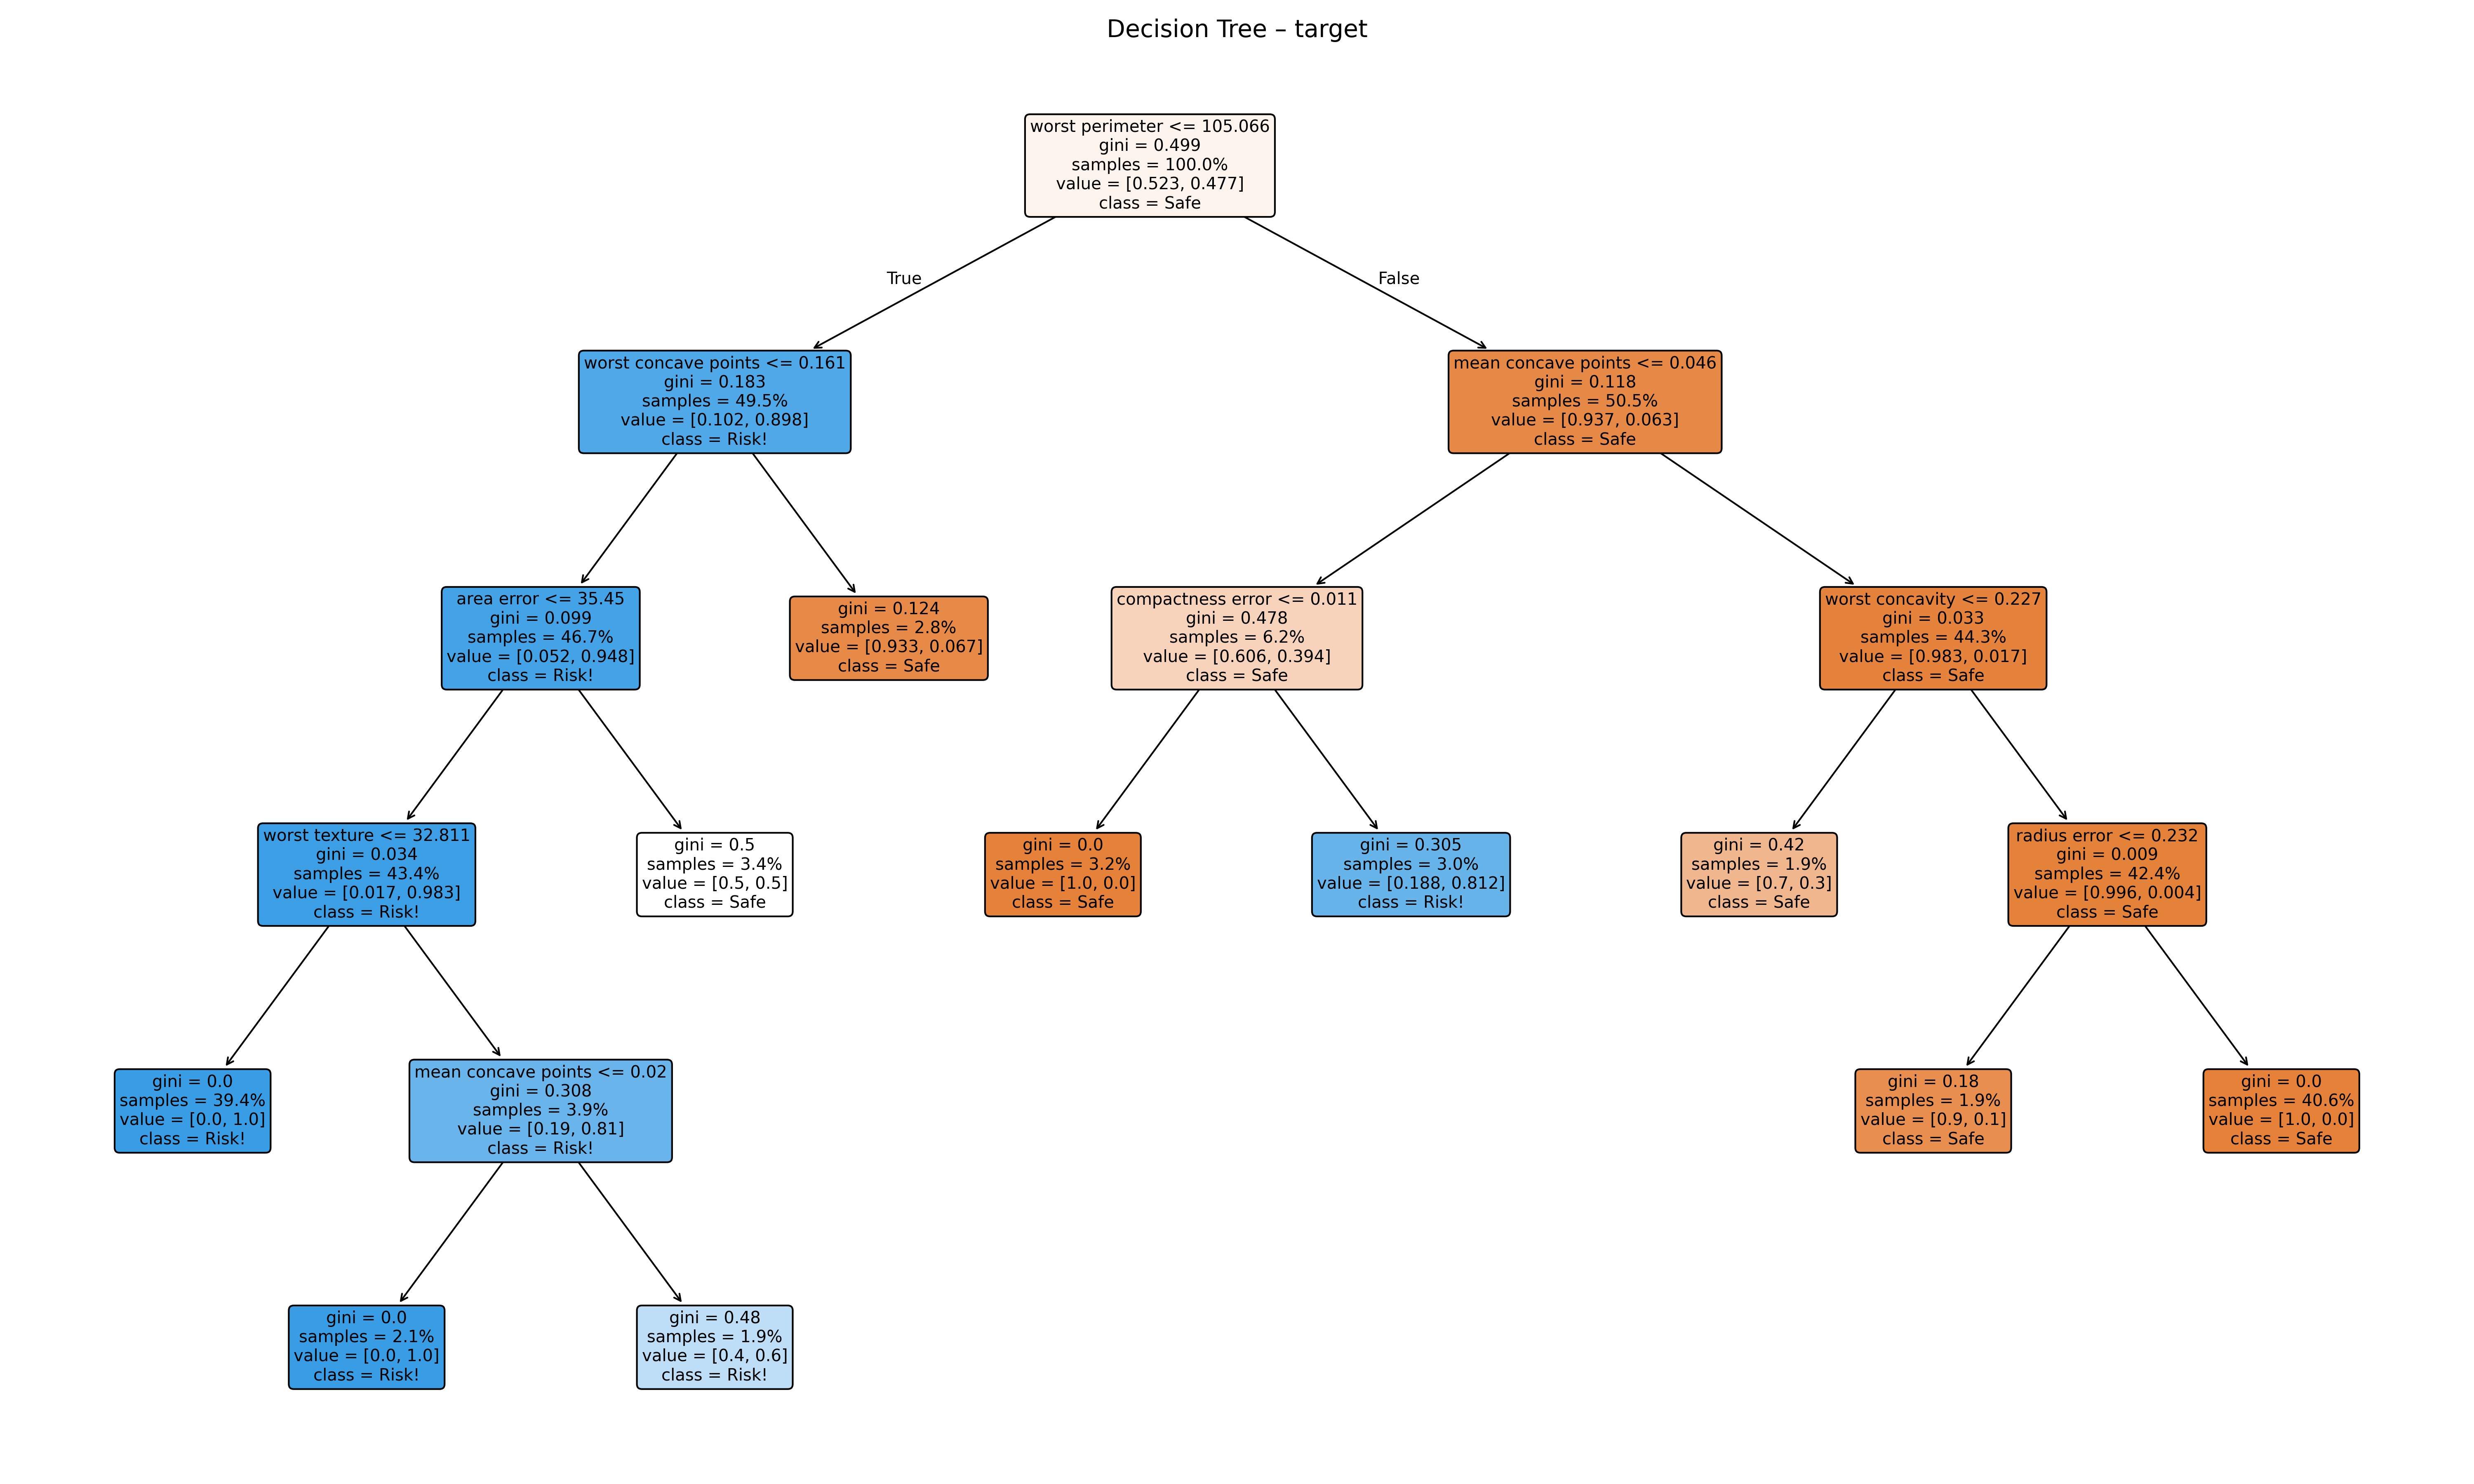 Decision Tree – target
worst perimeter <= 105.066
gini = 0.499
samples = 100.0%
value = [0.523, 0.477]
class = Safe
True
False
worst concave points <= 0.161
gini = 0.183
samples = 49.5%
value = [0.102, 0.898]
class = Risk!
mean concave points <= 0.046
gini = 0.118
samples = 50.5%
value = [0.937, 0.063]
class = Safe
area error <= 35.45
gini = 0.099
samples = 46.7%
value = [0.052, 0.948]
class = Risk!
gini = 0.124
samples = 2.8%
value = [0.933, 0.067]
class = Safe
compactness error <= 0.011
gini = 0.478
samples = 6.2%
value = [0.606, 0.394]
class = Safe
worst concavity <= 0.227
gini = 0.033
samples = 44.3%
value = [0.983, 0.017]
class = Safe
worst texture <= 32.811
gini = 0.034
samples = 43.4%
value = [0.017, 0.983]
class = Risk!
gini = 0.5
samples = 3.4%
value = [0.5, 0.5]
class = Safe
gini = 0.0
samples = 3.2%
value = [1.0, 0.0]
class = Safe
gini = 0.305
samples = 3.0%
value = [0.188, 0.812]
class = Risk!
gini = 0.42
samples = 1.9%
value = [0.7, 0.3]
class = Safe
radius error <= 0.232
gini = 0.009
samples = 42.4%
value = [0.996, 0.004]
class = Safe
gini = 0.0
samples = 39.4%
value = [0.0, 1.0]
class = Risk!
mean concave points <= 0.02
gini = 0.308
samples = 3.9%
value = [0.19, 0.81]
class = Risk!
gini = 0.18
samples = 1.9%
value = [0.9, 0.1]
class = Safe
gini = 0.0
samples = 40.6%
value = [1.0, 0.0]
class = Safe
gini = 0.0
samples = 2.1%
value = [0.0, 1.0]
class = Risk!
gini = 0.48
samples = 1.9%
value = [0.4, 0.6]
class = Risk!